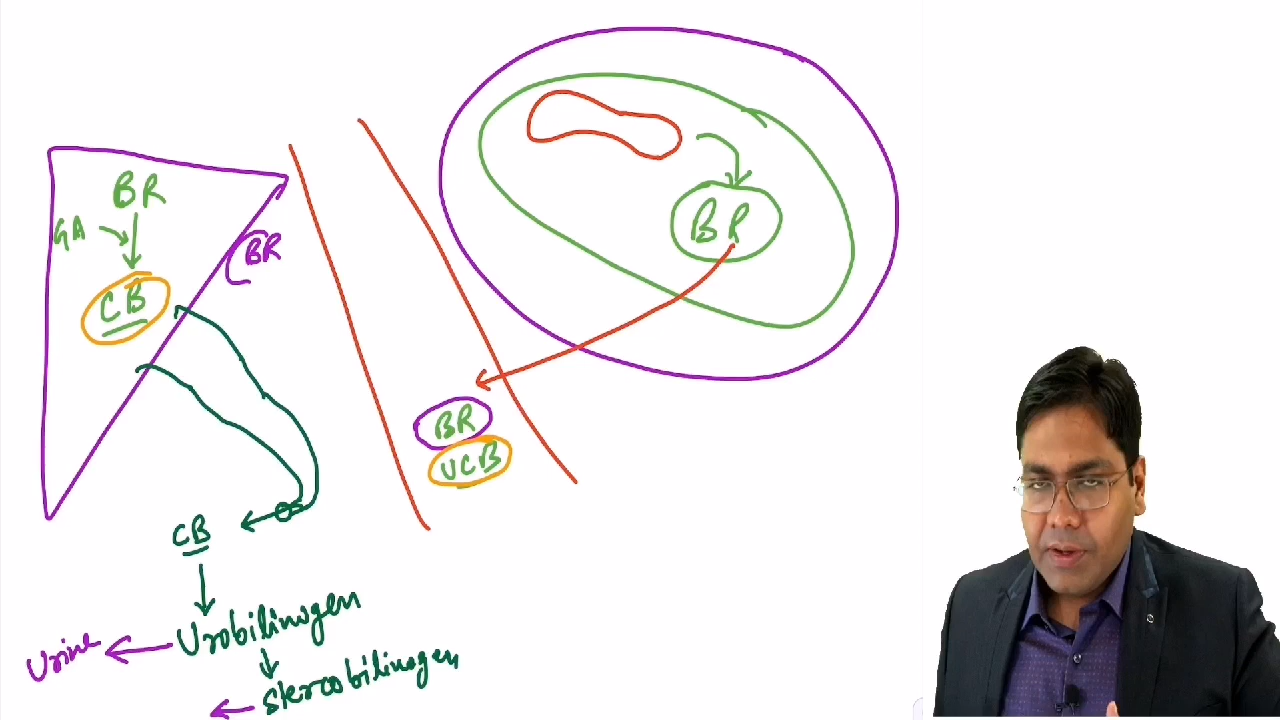 BR
GA
CB
BR
BR
BR
UCB
CB
Urobilinogen
Urine
Stercobilinogen